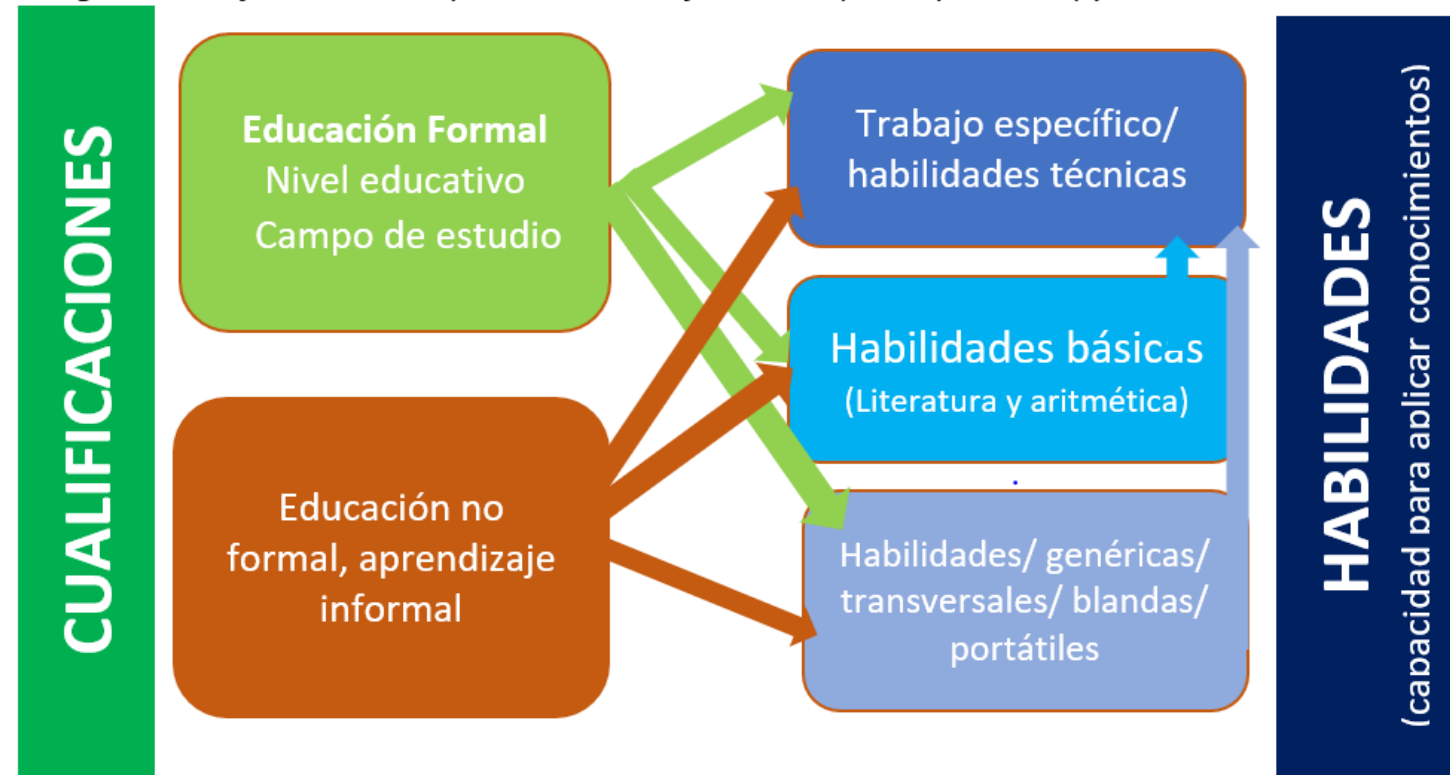 CUALIFICACIONES
Educación Formal
Nivel educativo
Campo de estudio
Educación no
formal, aprendizaje
informal
Trabajo específico/
habilidades técnicas
Habilidades básicas
(Literatura y aritmética)
Habilidades/ genéricas/
transversales/ blandas/
portátiles
HABILIDADES
(capacidad para aplicar conocimientos)